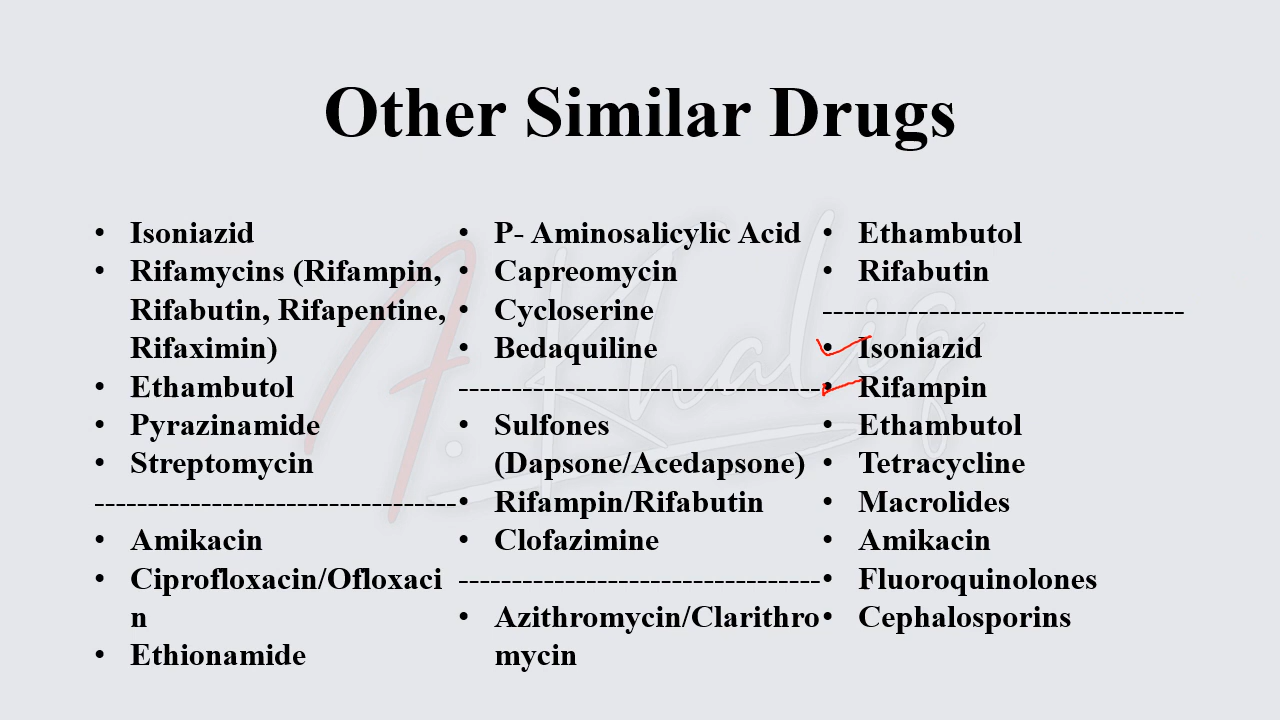 Other Similar Drugs
• Isoniazid
• Rifamycins (Rifampin,
Rifabutin, Rifapentine,
Rifaximin)
• Ethambutol
• Pyrazinamide
• Streptomycin
----------------------------------
• Amikacin
• Ciprofloxacin/Ofloxaci
n
• Ethionamide
• P- Aminosalicylic Acid
• Capreomycin
• Cycloserine
• Bedaquiline
----------------------------------
• Sulfones
(Dapsone/Acedapsone)
• Rifampin/Rifabutin
• Clofazimine
----------------------------------
• Azithromycin/Clarithro
mycin
• Ethambutol
• Rifabutin
----------------------------------
• Isoniazid
• Rifampin
• Ethambutol
• Tetracycline
• Macrolides
• Amikacin
• Fluoroquinolones
• Cephalosporins
A. Khaliq